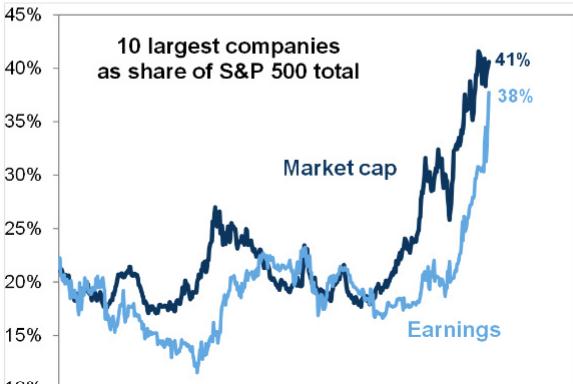 45%
10 largest companies
as share of S&P 500 total
40%
41%
38%
35%
Market cap
30%
25%
20%
15%
Earnings